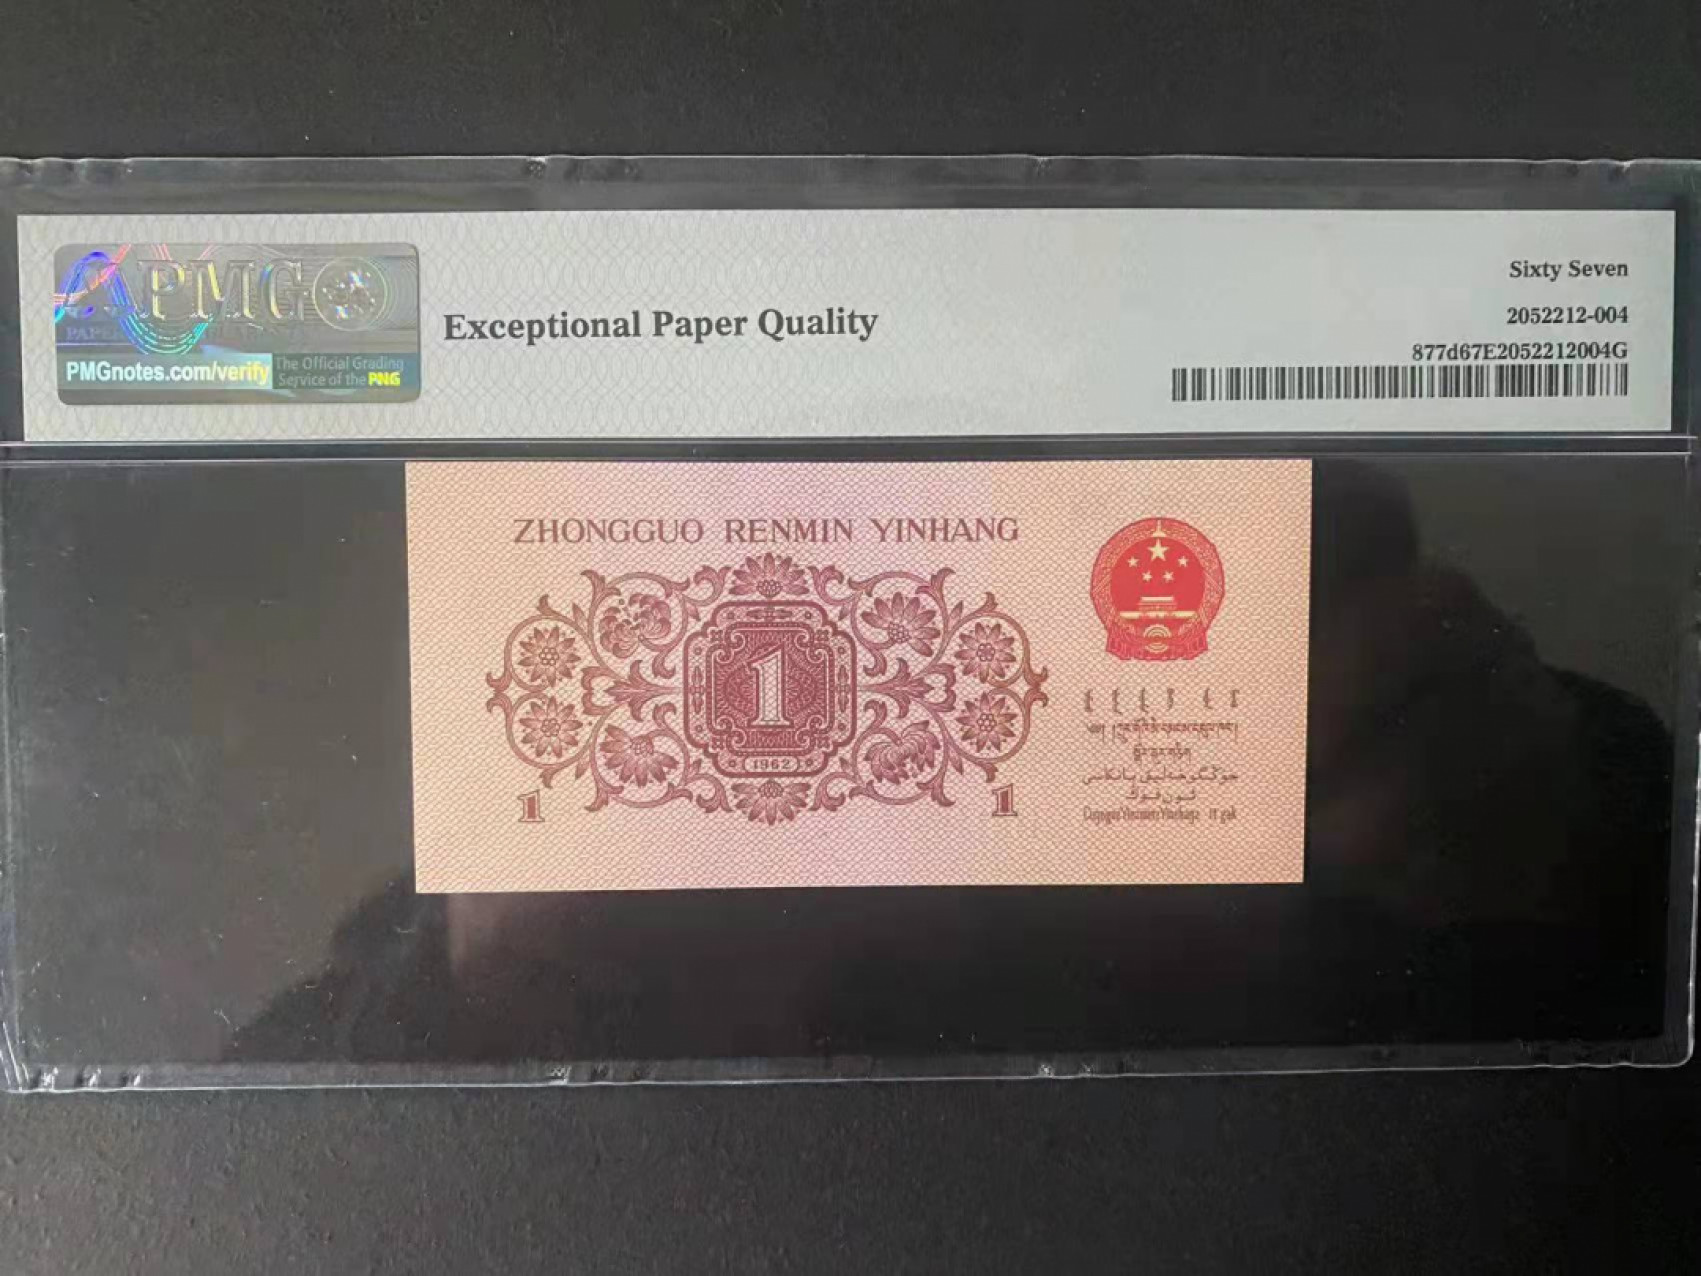 PMG
PAPER
PMGnotes.com/verify
The Official Grading
Service of the PNG
Exceptional Paper Quality
Sixty Seven
2052212-004
877d67E2052212004G
ZHONGGUO RENMIN YINHANG
1
1962
1
1